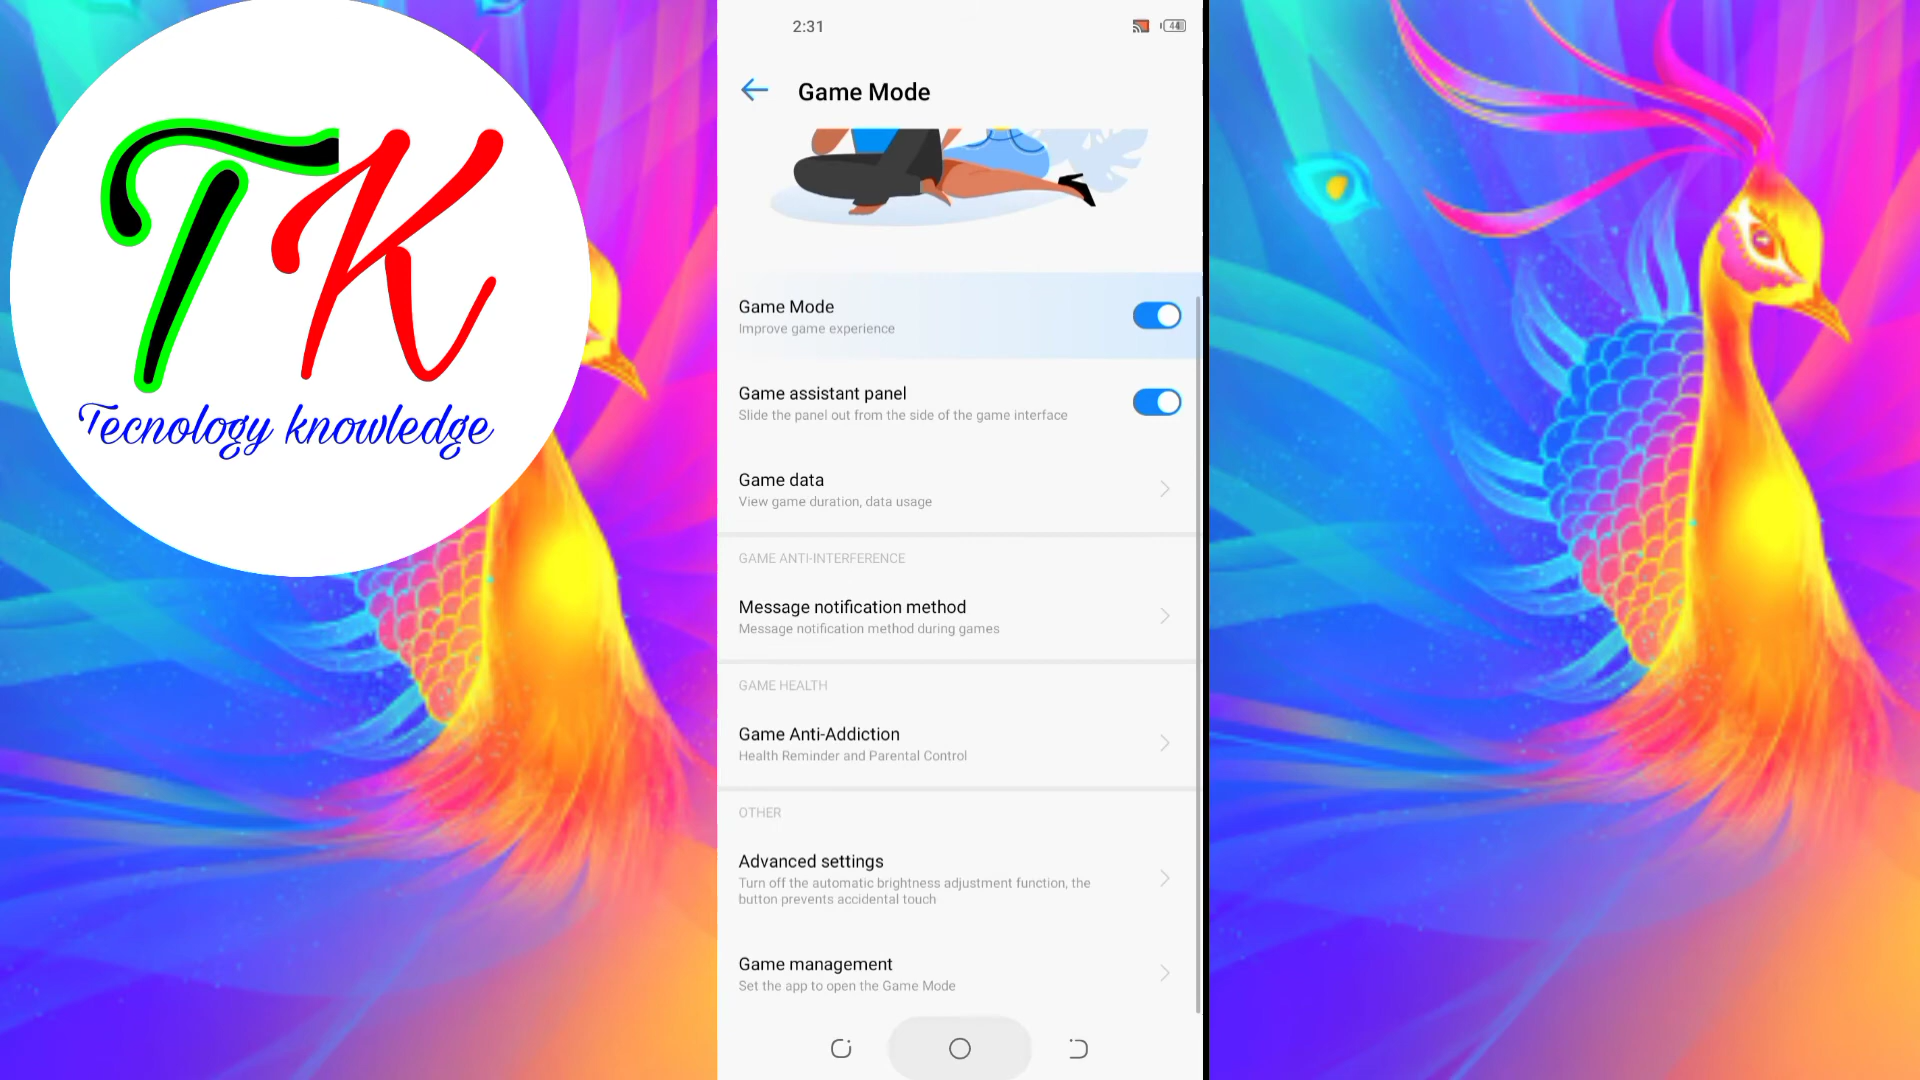 TK
Tecnology knowledge
2:31
44
Game Mode
Game Mode
Improve game experience
Game assistant panel
Slide the panel out from the side of the game interface
Game data
View game duration, data usage
GAME ANTI-INTERFERENCE
Message notification method
Message notification method during games
GAME HEALTH
Game Anti-Addiction
Health Reminder and Parental Control
OTHER
Advanced settings
Turn off the automatic brightness adjustment function, the
button prevents accidental touch
Game management
Set the app to open the Game Mode